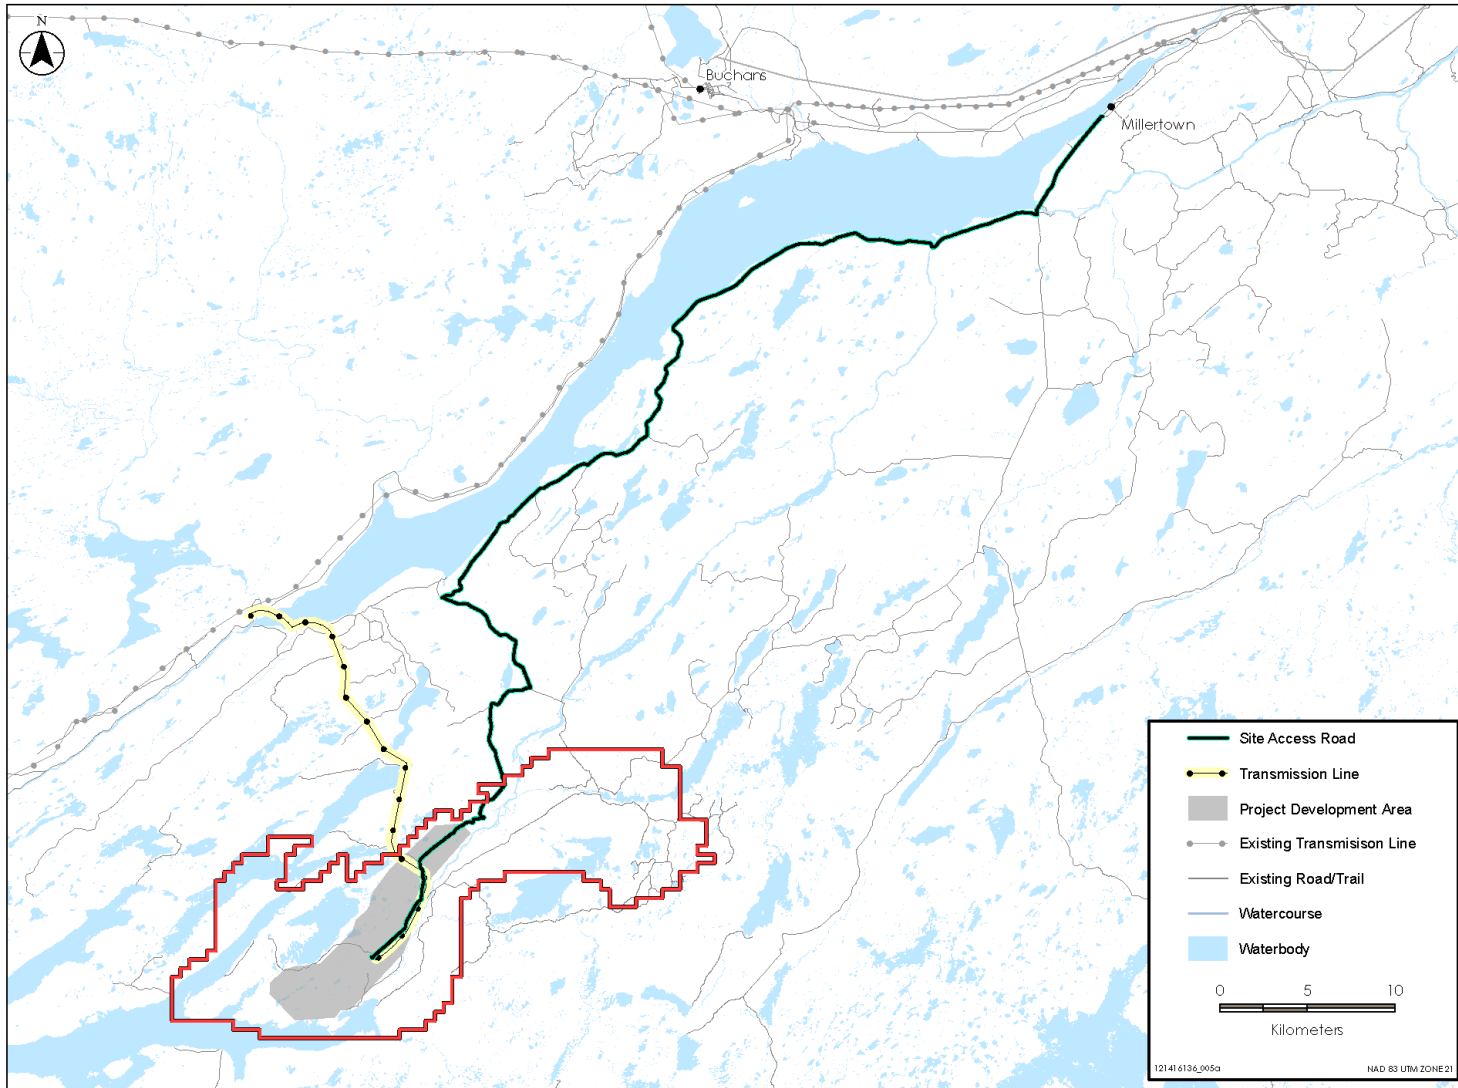 N
Buchans
Millertown
Site Access Road
Transmission Line
Project Development Area
Existing Transmisison Line
Existing Road/Trail
Watercourse
Waterbody
0 5 10
Kilometers
121416136_005a
NAD 83 UTM ZONE 21